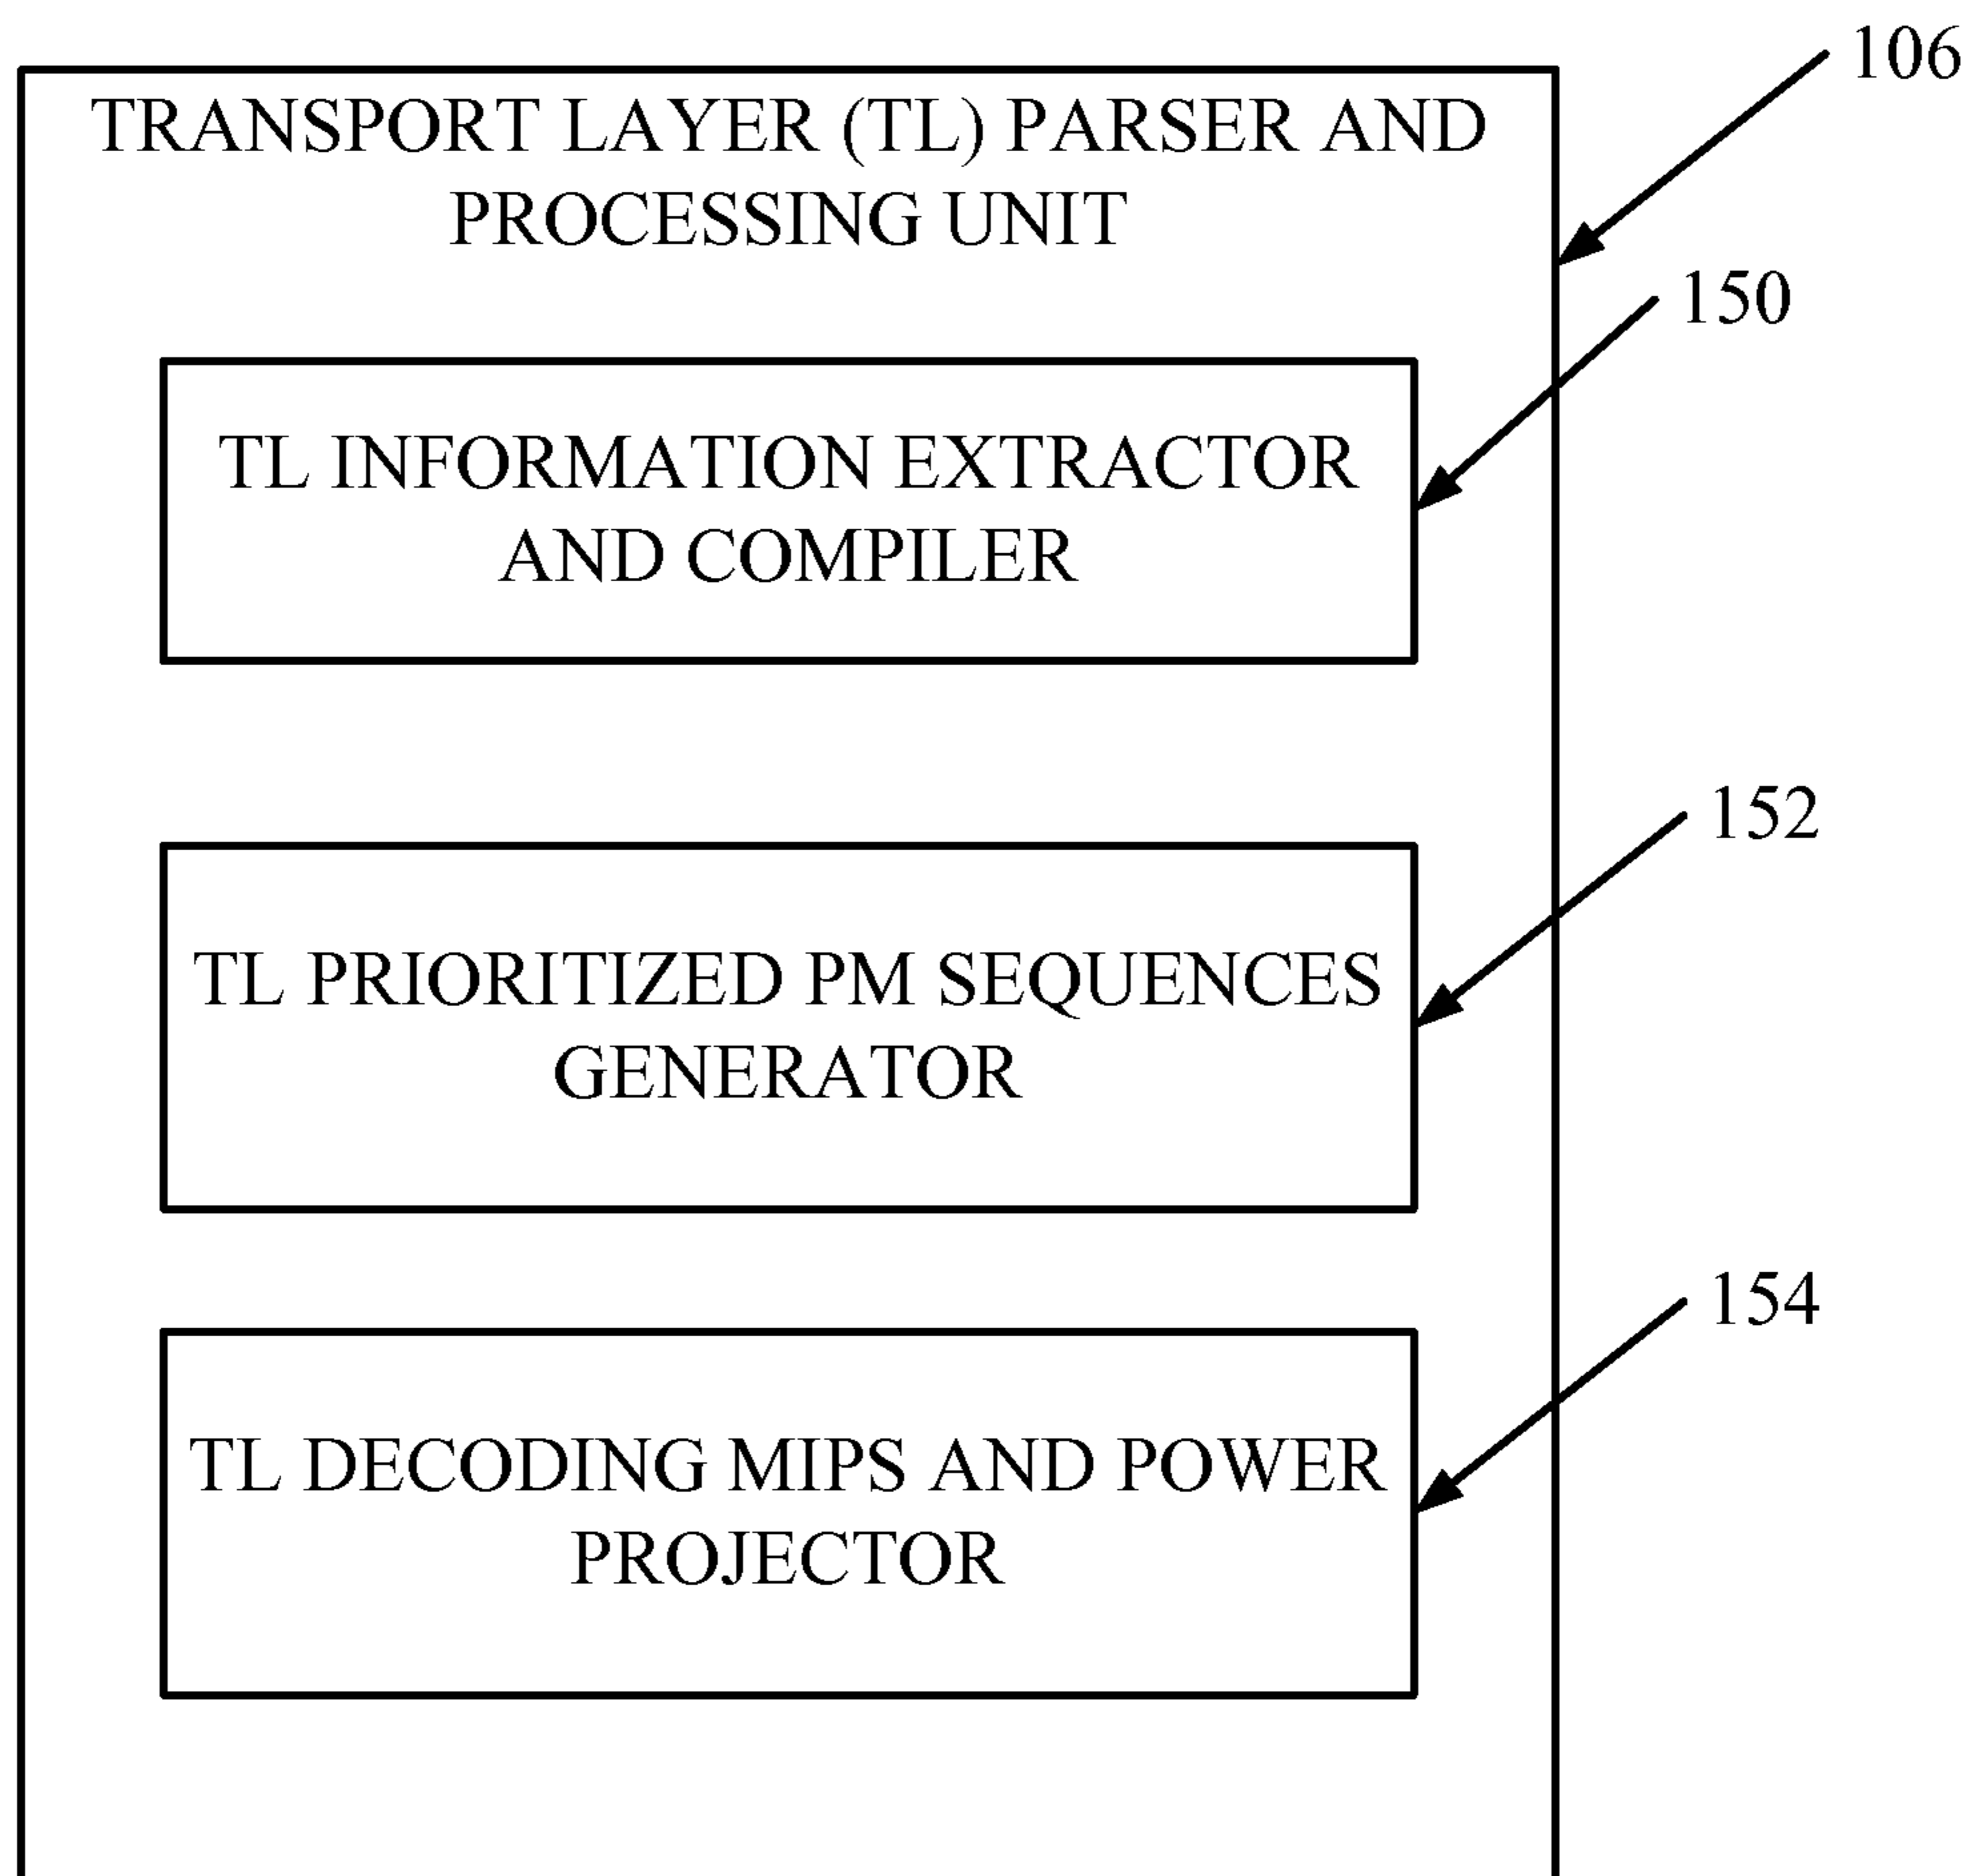 106
TRANSPORT LAYER (TL) PARSER AND
PROCESSING UNIT
150
TL INFORMATION EXTRACTOR
AND COMPILER
152
TL PRIORITIZED PM SEQUENCES
GENERATOR
154
TL DECODING MIPS AND POWER
PROJECTOR